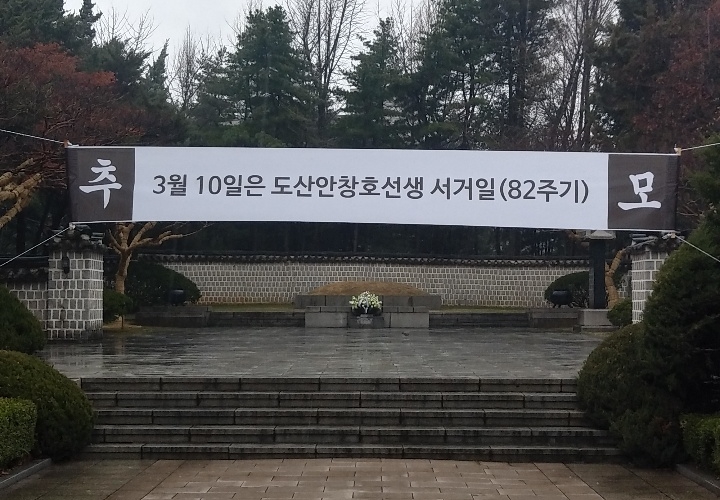 추 3월 10일은 도산안창호선생 서거일(82주기) 모